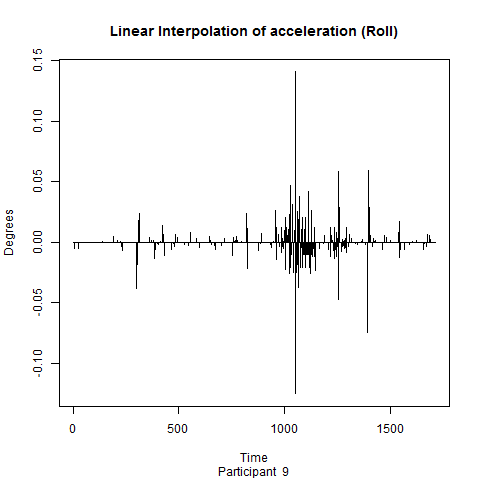 Linear Interpolation of acceleration (Roll)
0.15
0.10
0.05
0.00
-0.05
-0.10
Degrees
0 500 1000 1500
Time
Participant 9